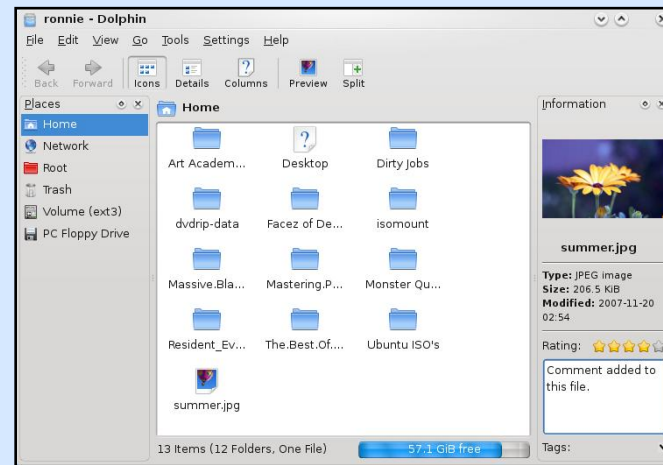 ronnie - Dolphin
File Edit View Go Tools Settings Help
Back Forward Icons Details Columns Preview Split
Places
Home
Network
Root
Trash
Volume (ext3)
PC Floppy Drive
Home
Art Academ... Desktop Dirty Jobs
dvdrip-data Facez of De... isomount
Massive.Bla... Mastering.P... Monster Qu...
Resident_Ev... The.Best.Of.... Ubuntu ISO's
summer.jpg
13 Items (12 Folders, One File) 57.1 GiB free
Information
summer.jpg
Type: JPEG image
Size: 206.5 KiB
Modified: 2007-11-20
02:54
Rating:
Comment added to
this file.
Tags: